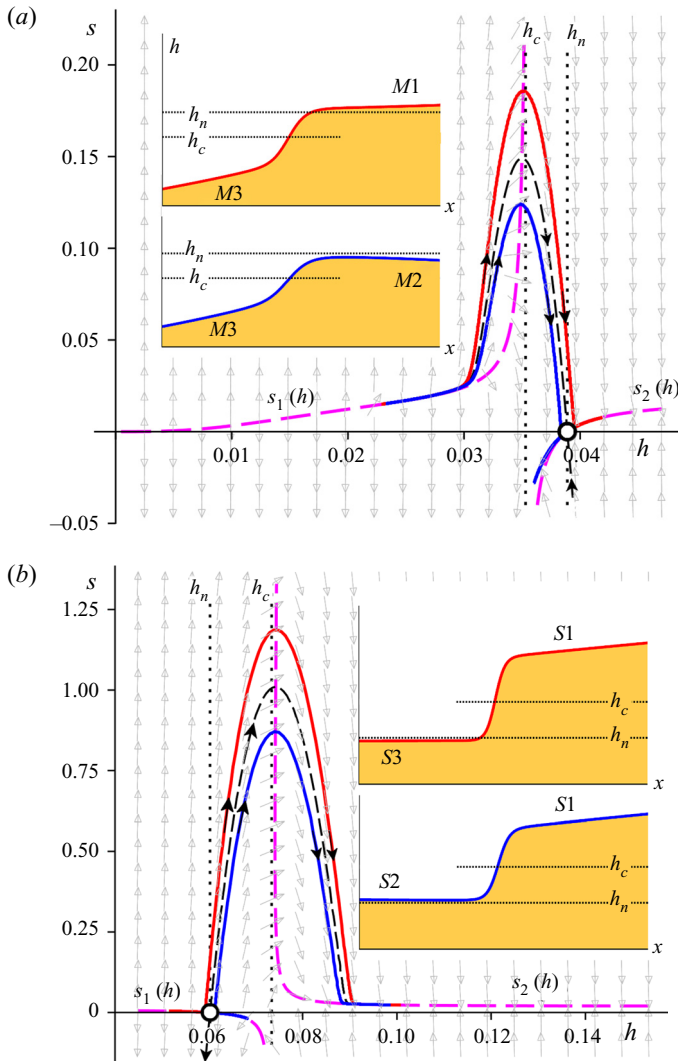 (a)
s
h_c
h_n
0.20
0.15
0.10
0.05
0
−0.05
h
M1
h_n
h_c
M3
x
h_n
h_c
M2
M3
x
s_1 (h)
s_2 (h)
0.01
0.02
0.03
0.04
h
(b)
s
h_n
h_c
1.25
1.00
0.75
0.50
0.25
0
S1
h_c
h_n
S3
x
S1
h_c
S2
h_n
x
s_1 (h)
s_2 (h)
0.06
0.08
0.10
0.12
0.14
h